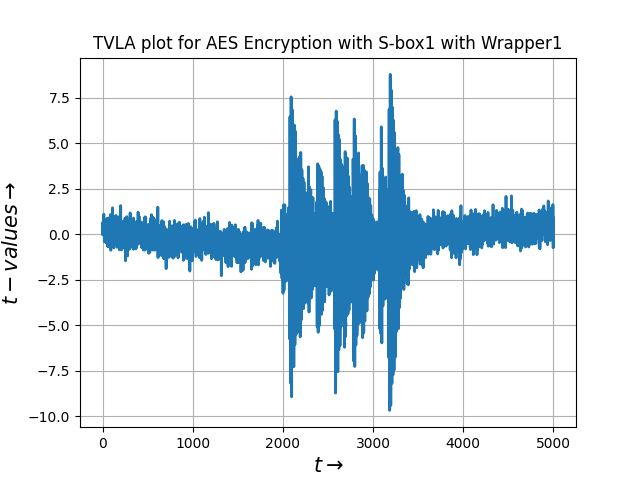 TVLA plot for AES Encryption with S-box1 with Wrapper1
t − values →
7.5
5.0
2.5
0.0
−2.5
−5.0
−7.5
−10.0
0 1000 2000 3000 4000 5000
t →